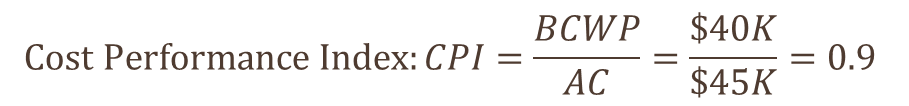 Cost Performance Index: CPI = BCWP / AC = $40K / $45K = 0.9